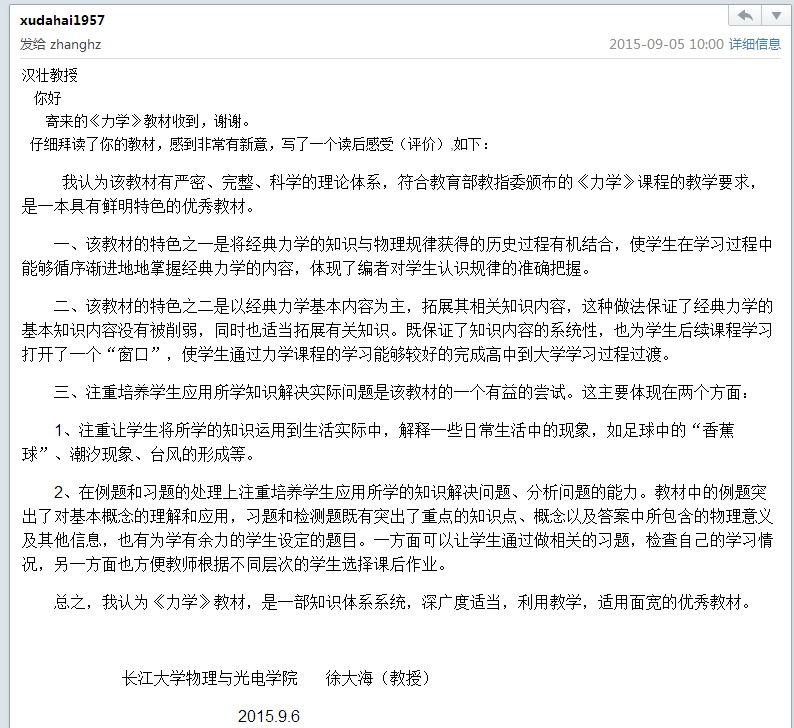 xudahai1957
发给 zhanghz
2015-09-05 10:00 详细信息
汉壮教授
你好
寄来的《力学》教材收到，谢谢。
仔细拜读了你的教材，感到非常有新意，写了一个读后感受（评价）,如下：
我认为该教材有严密、完整、科学的理论体系，符合教育部教指委颁布的《力学》课程的教学要求，
是一本具有鲜明特色的优秀教材。
一、该教材的特色之一是将经典力学的知识与物理规律获得的历史过程有机结合，使学生在学习过程中
能够循序渐进地地掌握经典力学的内容，体现了编者对学生认识规律的准确把握。
二、该教材的特色之二是以经典力学基本内容为主，拓展其相关知识内容，这种做法保证了经典力学的
基本知识内容没有被削弱，同时也适当拓展有关知识。既保证了知识内容的系统性，也为学生后续课程学习
打开了一个“窗口”，使学生通过力学课程的学习能够较好的完成高中到大学学习过程过渡。
三、注重培养学生应用所学知识解决实际问题是该教材的一个有益的尝试。这主要体现在两个方面：
1、注重让学生将所学的知识运用到生活实际中，解释一些日常生活中的现象，如足球中的“香蕉
球”、潮汐现象、台风的形成等。
2、在例题和习题的处理上注重培养学生应用所学的知识解决问题、分析问题的能力。教材中的例题突
出了对基本概念的理解和应用，习题和检测题既有突出了重点的知识点、概念以及答案中所包含的物理意义
及其他信息，也有为学有余力的学生设定的题目。一方面可以让学生通过做相关的习题，检查自己的学习情
况，另一方面也方便教师根据不同层次的学生选择课后作业。
总之，我认为《力学》教材，是一部知识体系系统，深广度适当，利用教学，适用面宽的优秀教材。
长江大学物理与光电学院 徐大海（教授）
2015.9.6